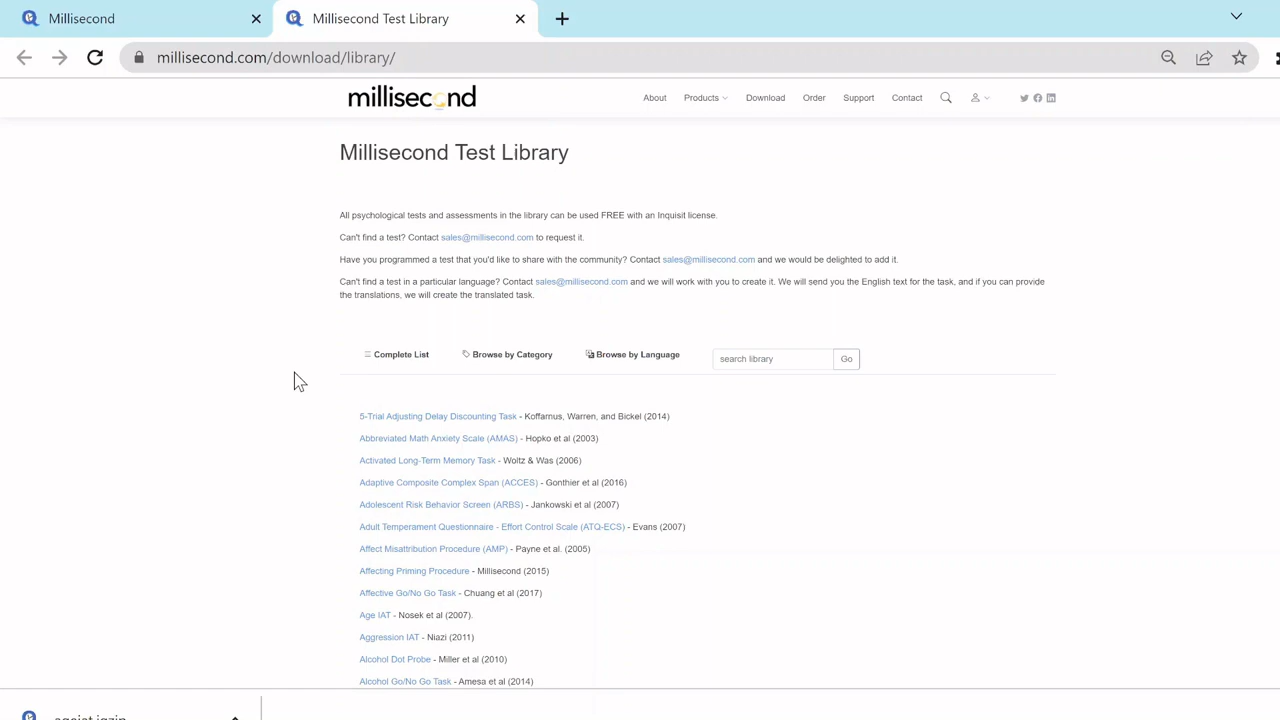 Millisecond
Millisecond Test Library
millisecond.com/download/library/
millisecond
About Products Download Order Support Contact
Millisecond Test Library
All psychological tests and assessments in the library can be used FREE with an Inquisit license.
Can't find a test? Contact sales@millisecond.com to request it.
Have you programmed a test that you'd like to share with the community? Contact sales@millisecond.com and we would be delighted to add it.
Can't find a test in a particular language? Contact sales@millisecond.com and we will work with you to create it. We will send you the English text for the task, and if you can provide
the translations, we will create the translated task.
Complete List Browse by Category Browse by Language search library Go
5-Trial Adjusting Delay Discounting Task - Koffarnus, Warren, and Bickel (2014)
Abbreviated Math Anxiety Scale (AMAS) - Hopko et al (2003)
Activated Long-Term Memory Task - Woltz & Was (2006)
Adaptive Composite Complex Span (ACCES) - Gonthier et al (2016)
Adolescent Risk Behavior Screen (ARBS) - Jankowski et al (2007)
Adult Temperament Questionnaire - Effort Control Scale (ATQ-ECS) - Evans (2007)
Affect Misattribution Procedure (AMP) - Payne et al. (2005)
Affecting Priming Procedure - Millisecond (2015)
Affective Go/No Go Task - Chuang et al (2017)
Age IAT - Nosek et al (2007).
Aggression IAT - Niazi (2011)
Alcohol Dot Probe - Miller et al (2010)
Alcohol Go/No Go Task - Amesa et al (2014)